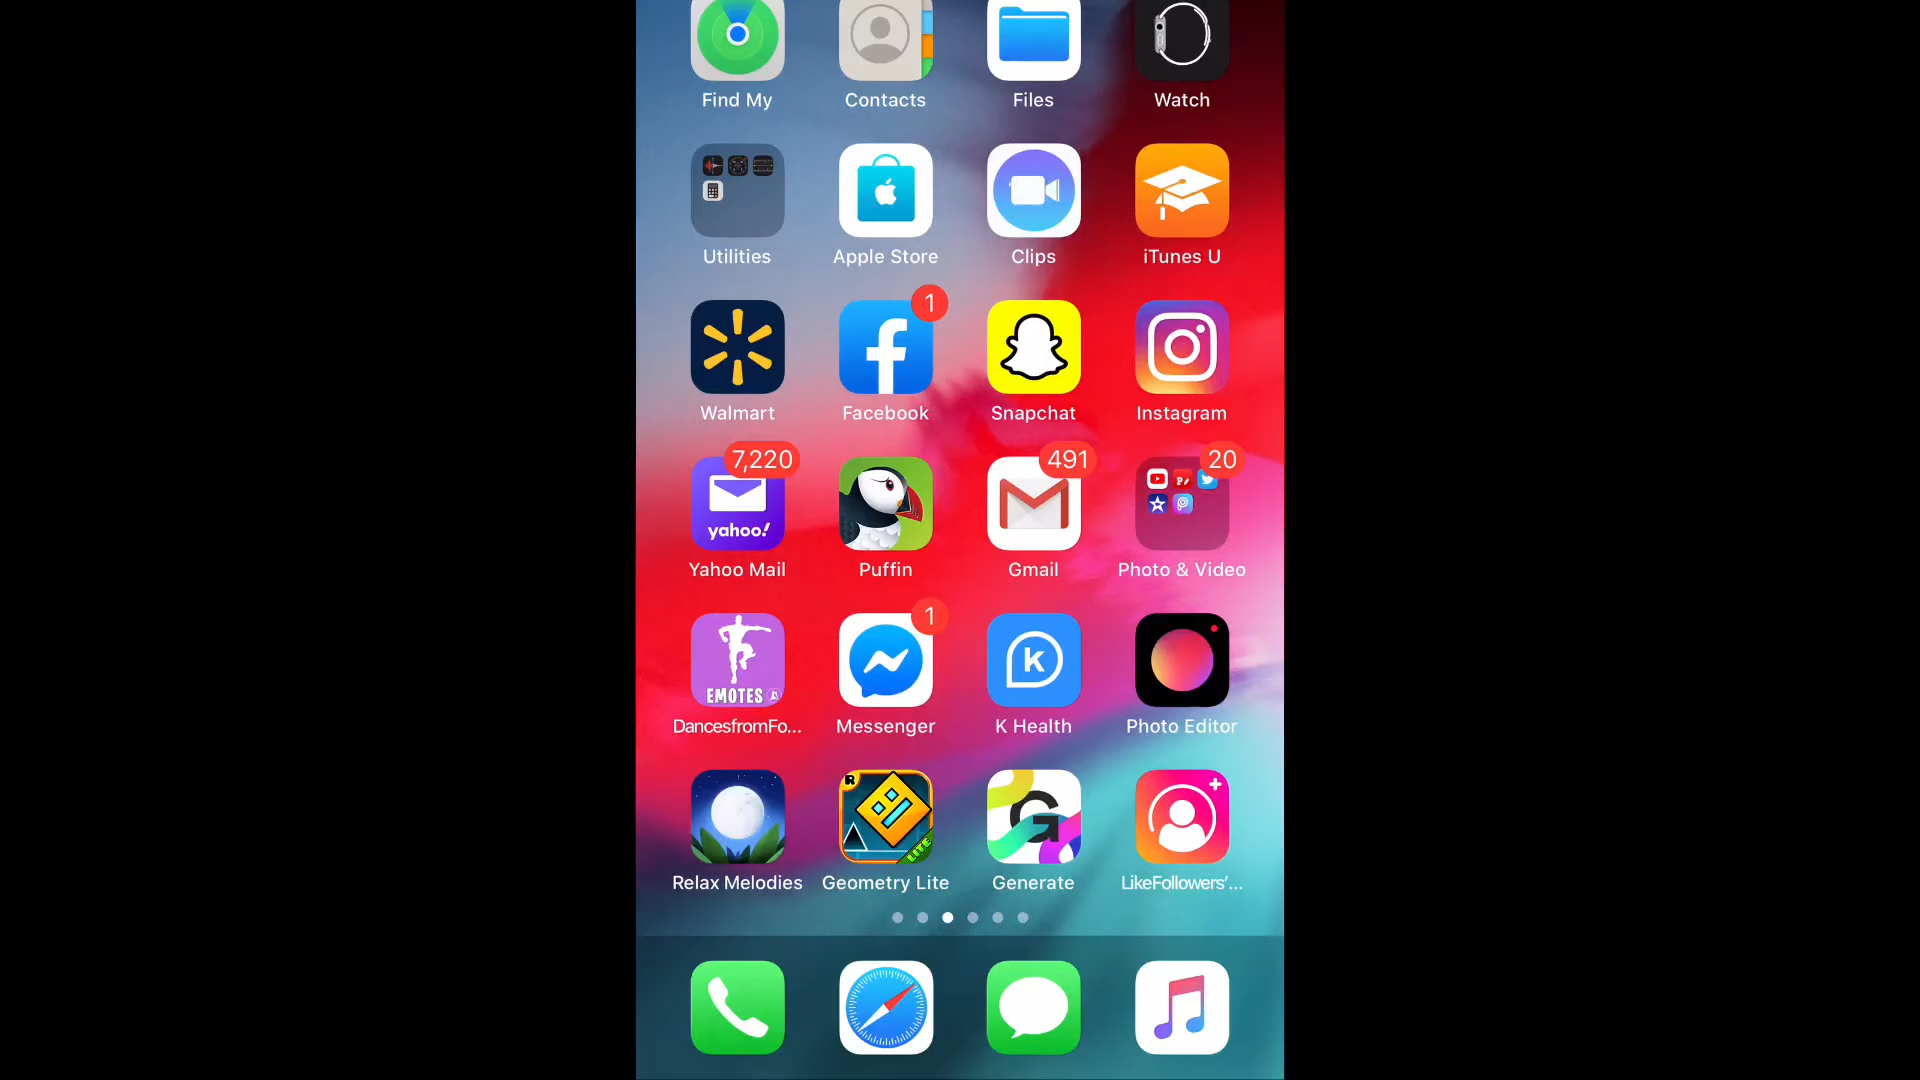 Find My Contacts Files Watch
Utilities Apple Store Clips iTunes U
1
Walmart Facebook Snapchat Instagram
7,220 491 20
yahoo!
Yahoo Mail Puffin Gmail Photo & Video
1
EMOTES
DancesfromFo... Messenger K Health Photo Editor
R
LITE
Relax Melodies Geometry Lite Generate LikeFollowers'...